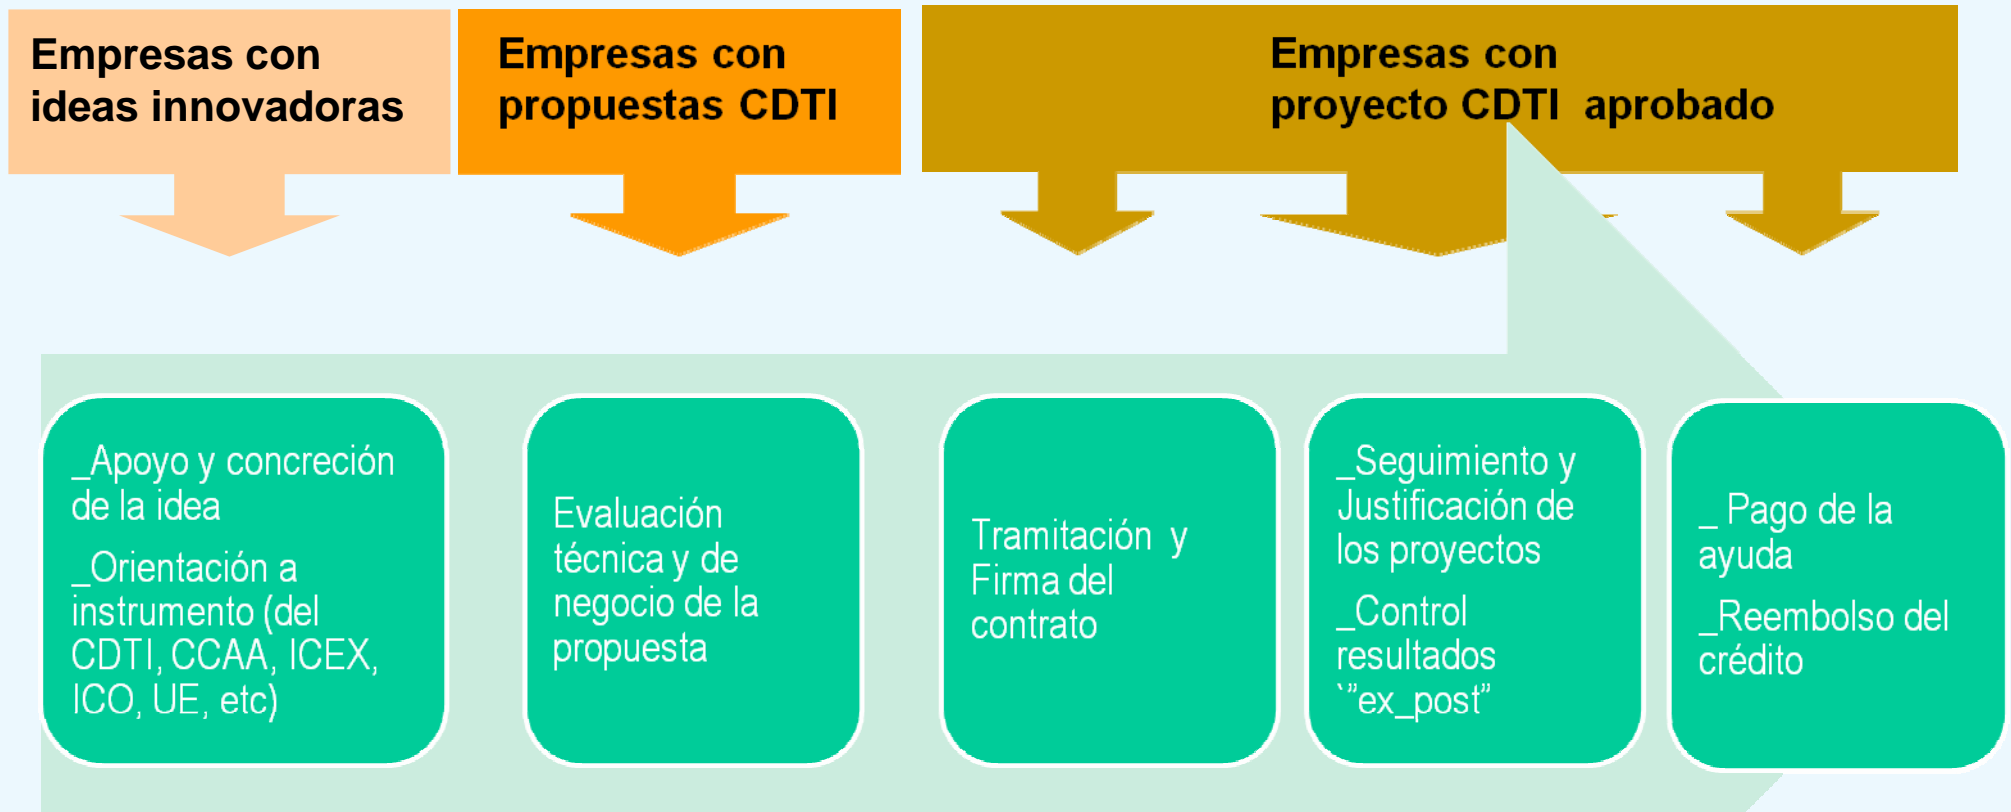 Empresas con
ideas innovadoras
Empresas con
propuestas CDTI
Empresas con
proyecto CDTI aprobado
_Apoyo y concreción
de la idea
_Orientación a
instrumento (del
CDTI, CCAA, ICEX,
ICO, UE, etc)
Evaluación
técnica y de
negocio de la
propuesta
Tramitación y
Firma del
contrato
_Seguimiento y
Justificación de
los proyectos
_Control
resultados
`”ex_post”
_ Pago de la
ayuda
_Reembolso del
crédito